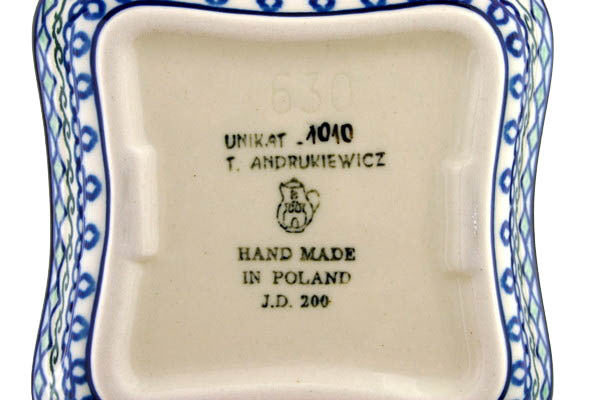 630
UNIKAT - 1010
T. ANDRUKIEWICZ
HAND MADE
IN POLAND
J.D. 200